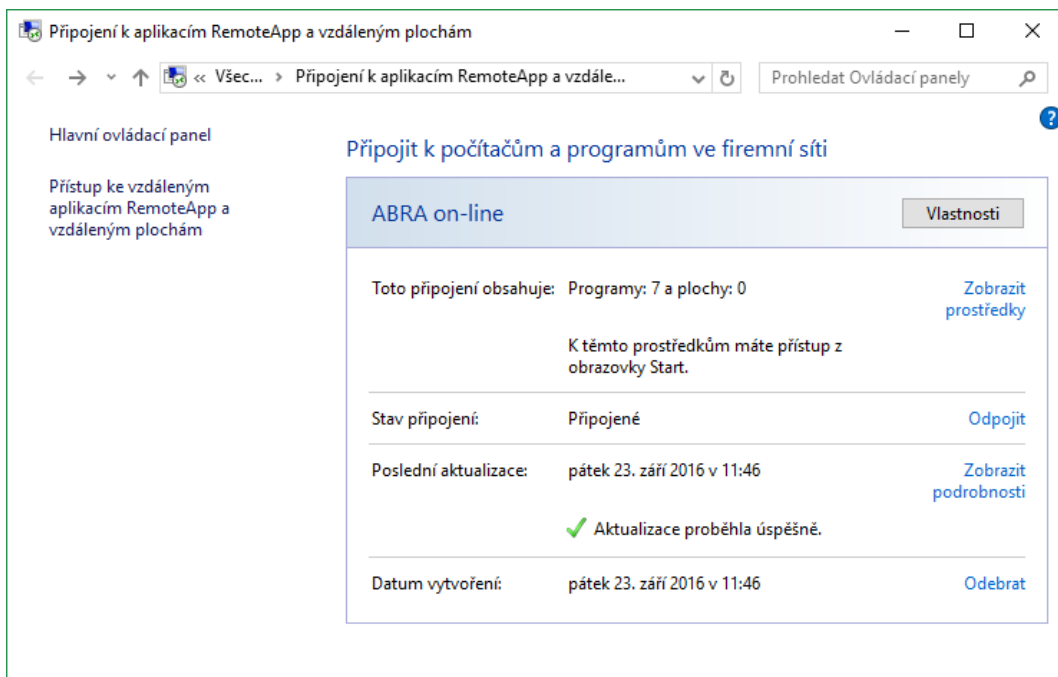 Připojení k aplikacím RemoteApp a vzdáleným plochám
« Všec... › Připojení k aplikacím RemoteApp a vzdále...
Prohledat Ovládací panely
?
Hlavní ovládací panel
Přístup ke vzdáleným
aplikacím RemoteApp a
vzdáleným plochám
Připojit k počítačům a programům ve firemní síti
ABRA on-line
Vlastnosti
Toto připojení obsahuje: Programy: 7 a plochy: 0
Zobrazit
prostředky
K těmto prostředkům máte přístup z
obrazovky Start.
Stav připojení: Připojené Odpojit
Poslední aktualizace: pátek 23. září 2016 v 11:46
Zobrazit
podrobnosti
Aktualizace proběhla úspěšně.
Datum vytvoření: pátek 23. září 2016 v 11:46 Odebrat